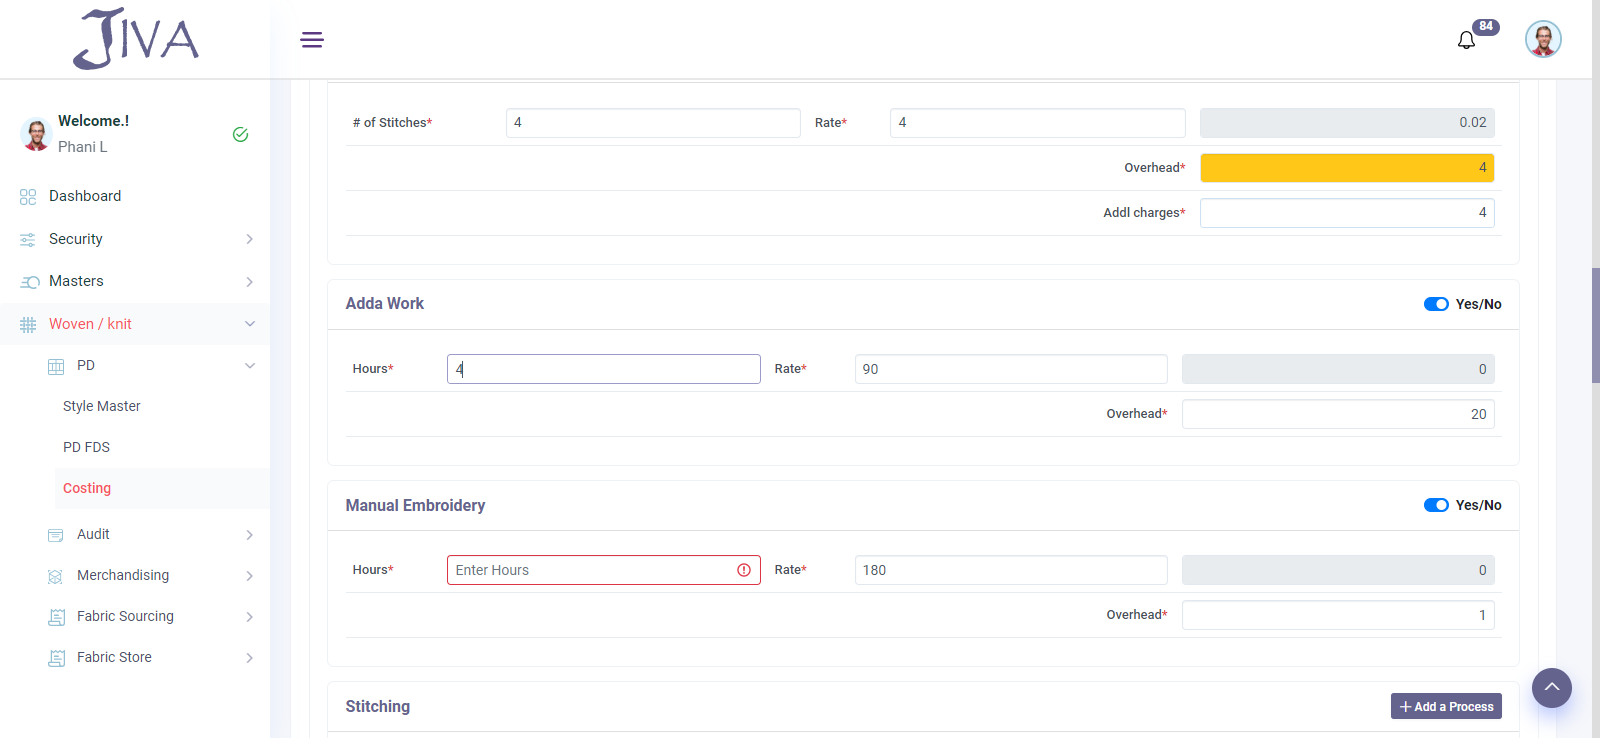 JIVA
84
Welcome.!
Phani L
Dashboard
Security
Masters
Woven / knit
PD
Style Master
PD FDS
Costing
Audit
Merchandising
Fabric Sourcing
Fabric Store
# of Stitches* 4 Rate* 4 0.02
Overhead* 4
Addl charges* 4
Adda Work Yes/No
Hours* 4 Rate* 90 0
Overhead* 20
Manual Embroidery Yes/No
Hours* Enter Hours Rate* 180 0
Overhead* 1
Stitching + Add a Process